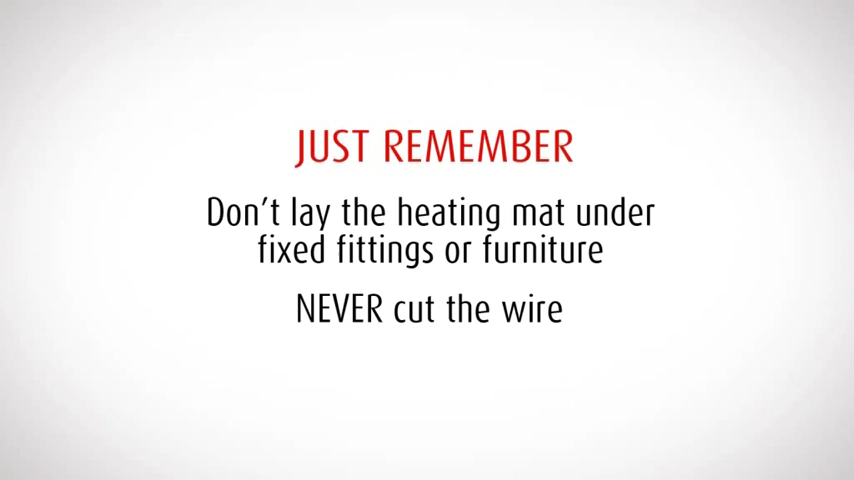 JUST REMEMBER
Don’t lay the heating mat under
fixed fittings or furniture
NEVER cut the wire